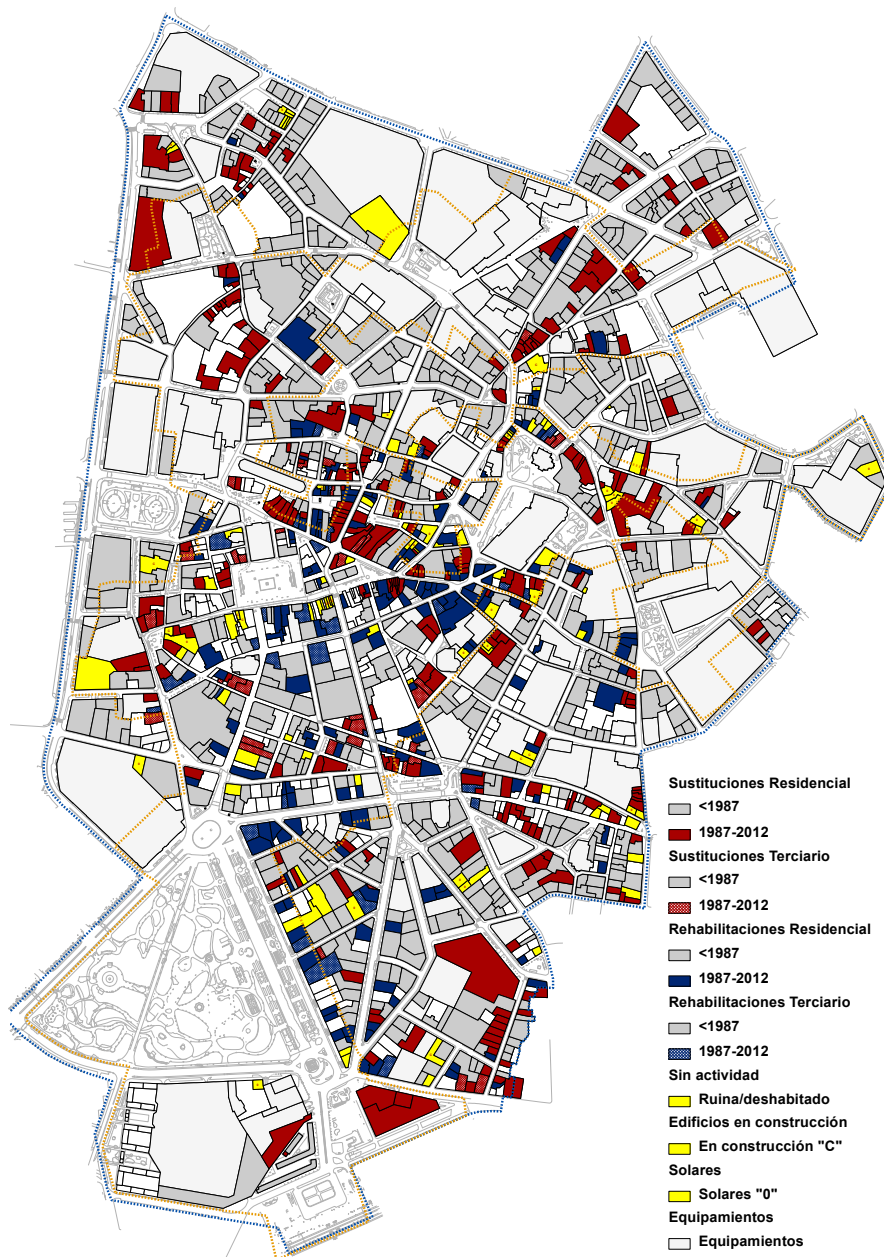 Sustituciones Residencial
<1987
1987-2012
Sustituciones Terciario
<1987
1987-2012
Rehabilitaciones Residencial
<1987
1987-2012
Rehabilitaciones Terciario
<1987
1987-2012
Sin actividad
Ruina/deshabitado
Edificios en construcción
En construcción "C"
Solares
Solares "0"
Equipamientos
Equipamientos